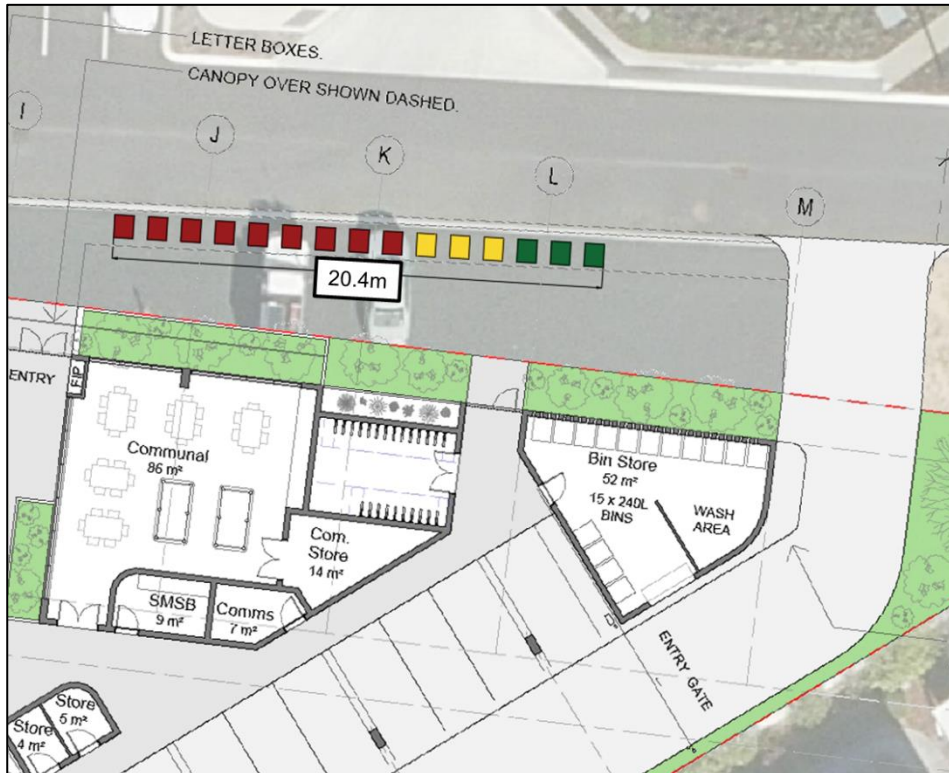 LETTER BOXES.
CANOPY OVER SHOWN DASHED.
I
J
K
L
M
20.4m
ENTRY
FIP
Communal
86 m²
Bin Store
52 m²
15 x 240L
BINS
WASH
AREA
Com.
Store
14 m²
SMSB
9 m²
Comms
7 m²
ENTRY GATE
Store
5 m²
Store
4 m²